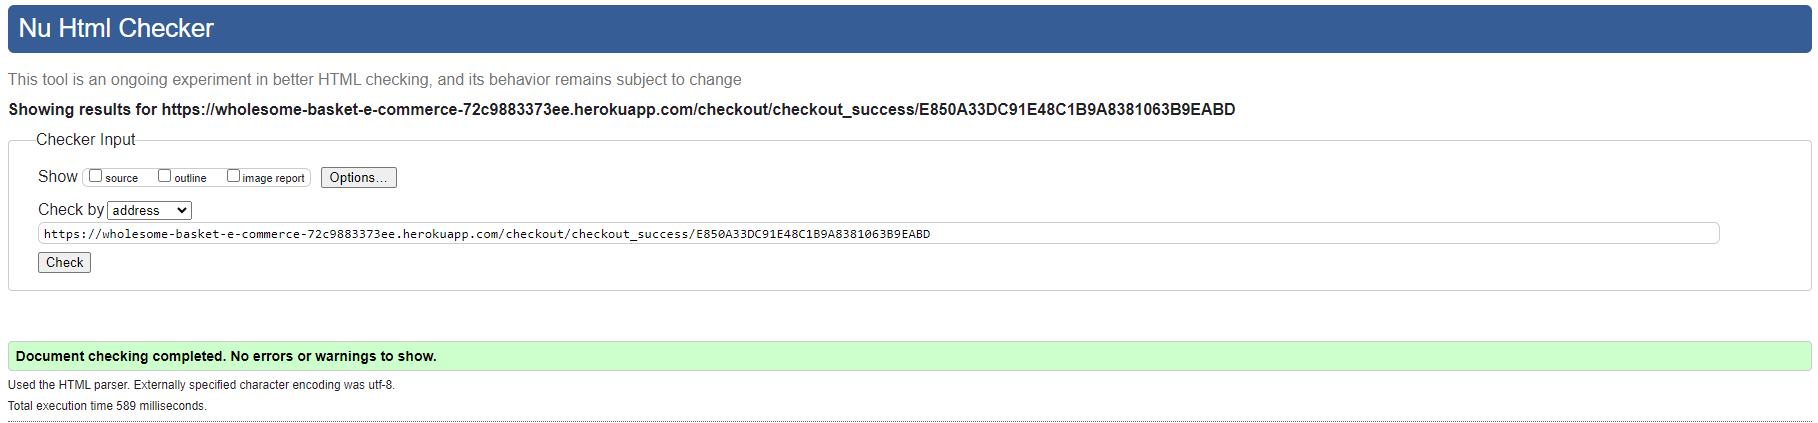 Nu Html Checker
This tool is an ongoing experiment in better HTML checking, and its behavior remains subject to change
Showing results for https://wholesome-basket-e-commerce-72c9883373ee.herokuapp.com/checkout/checkout_success/E850A33DC91E48C1B9A8381063B9EABD
Checker Input
Show source outline image report Options...
Check by address
https://wholesome-basket-e-commerce-72c9883373ee.herokuapp.com/checkout/checkout_success/E850A33DC91E48C1B9A8381063B9EABD
Check
Document checking completed. No errors or warnings to show.
Used the HTML parser. Externally specified character encoding was utf-8.
Total execution time 589 milliseconds.